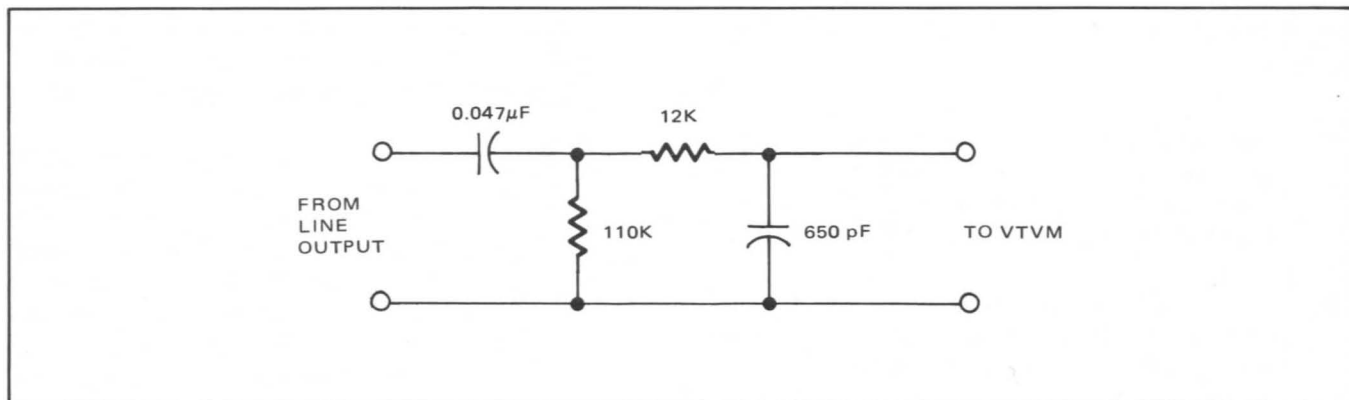 0.047μF
12K
FROM
LINE
OUTPUT
110K
650 pF
TO VTVM